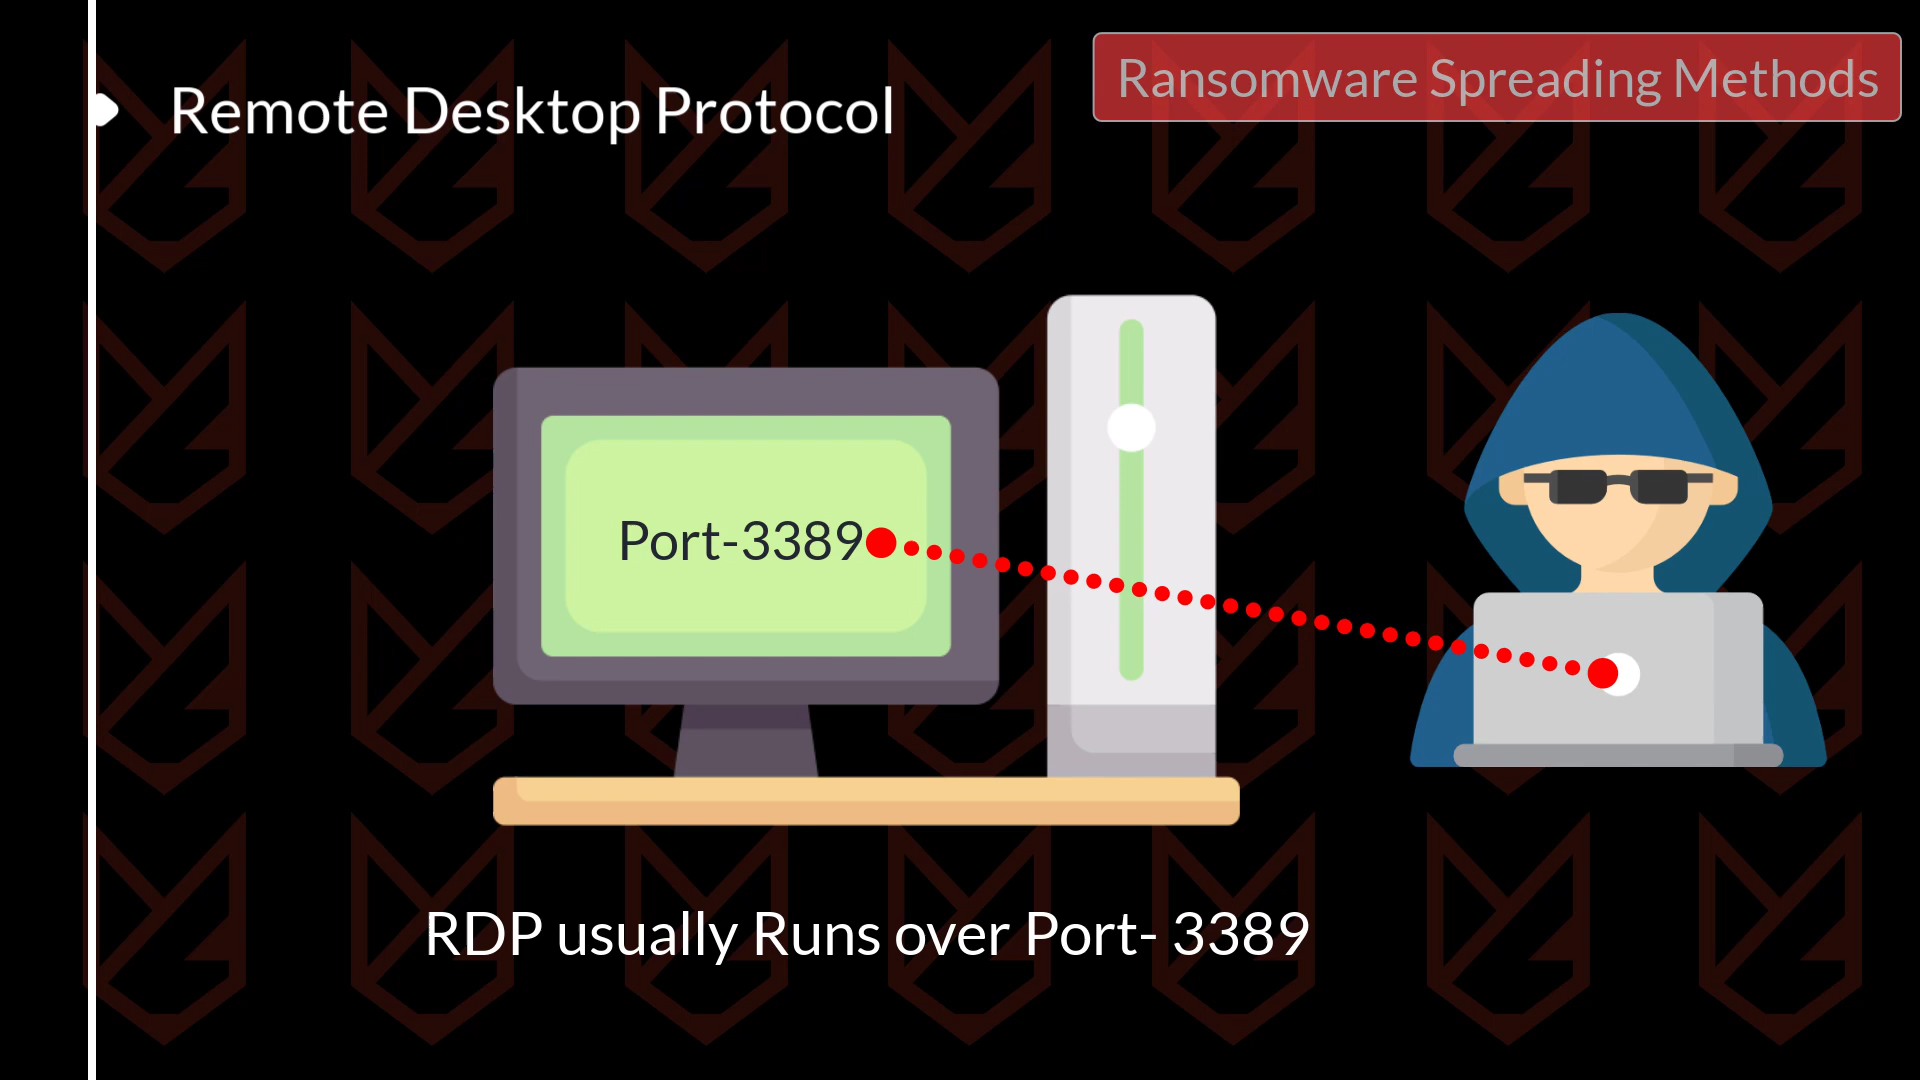 Ransomware Spreading Methods
Remote Desktop Protocol
Port-3389
RDP usually Runs over Port- 3389